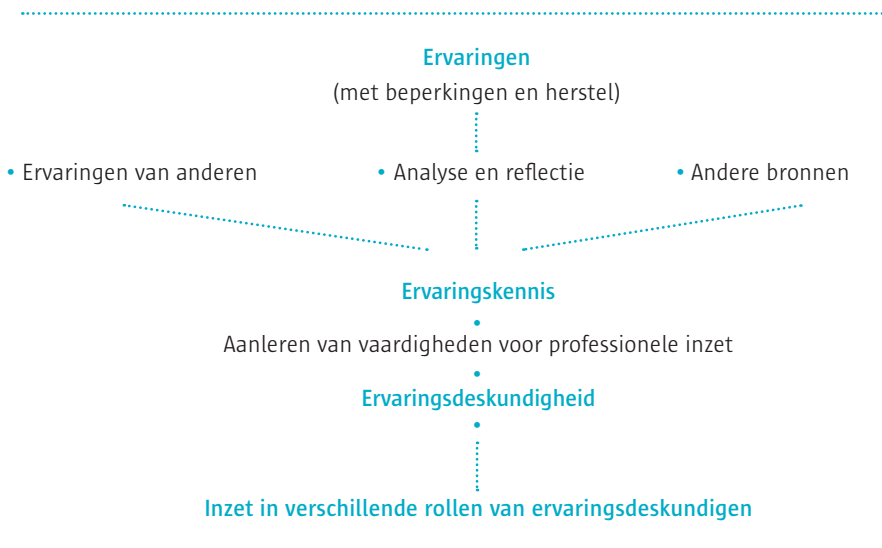 Ervaringen
(met beperkingen en herstel)
• Ervaringen van anderen • Analyse en reflectie • Andere bronnen
Ervaringskennis
Aanleren van vaardigheden voor professionele inzet
Ervaringsdeskundigheid
Inzet in verschillende rollen van ervaringsdeskundigen